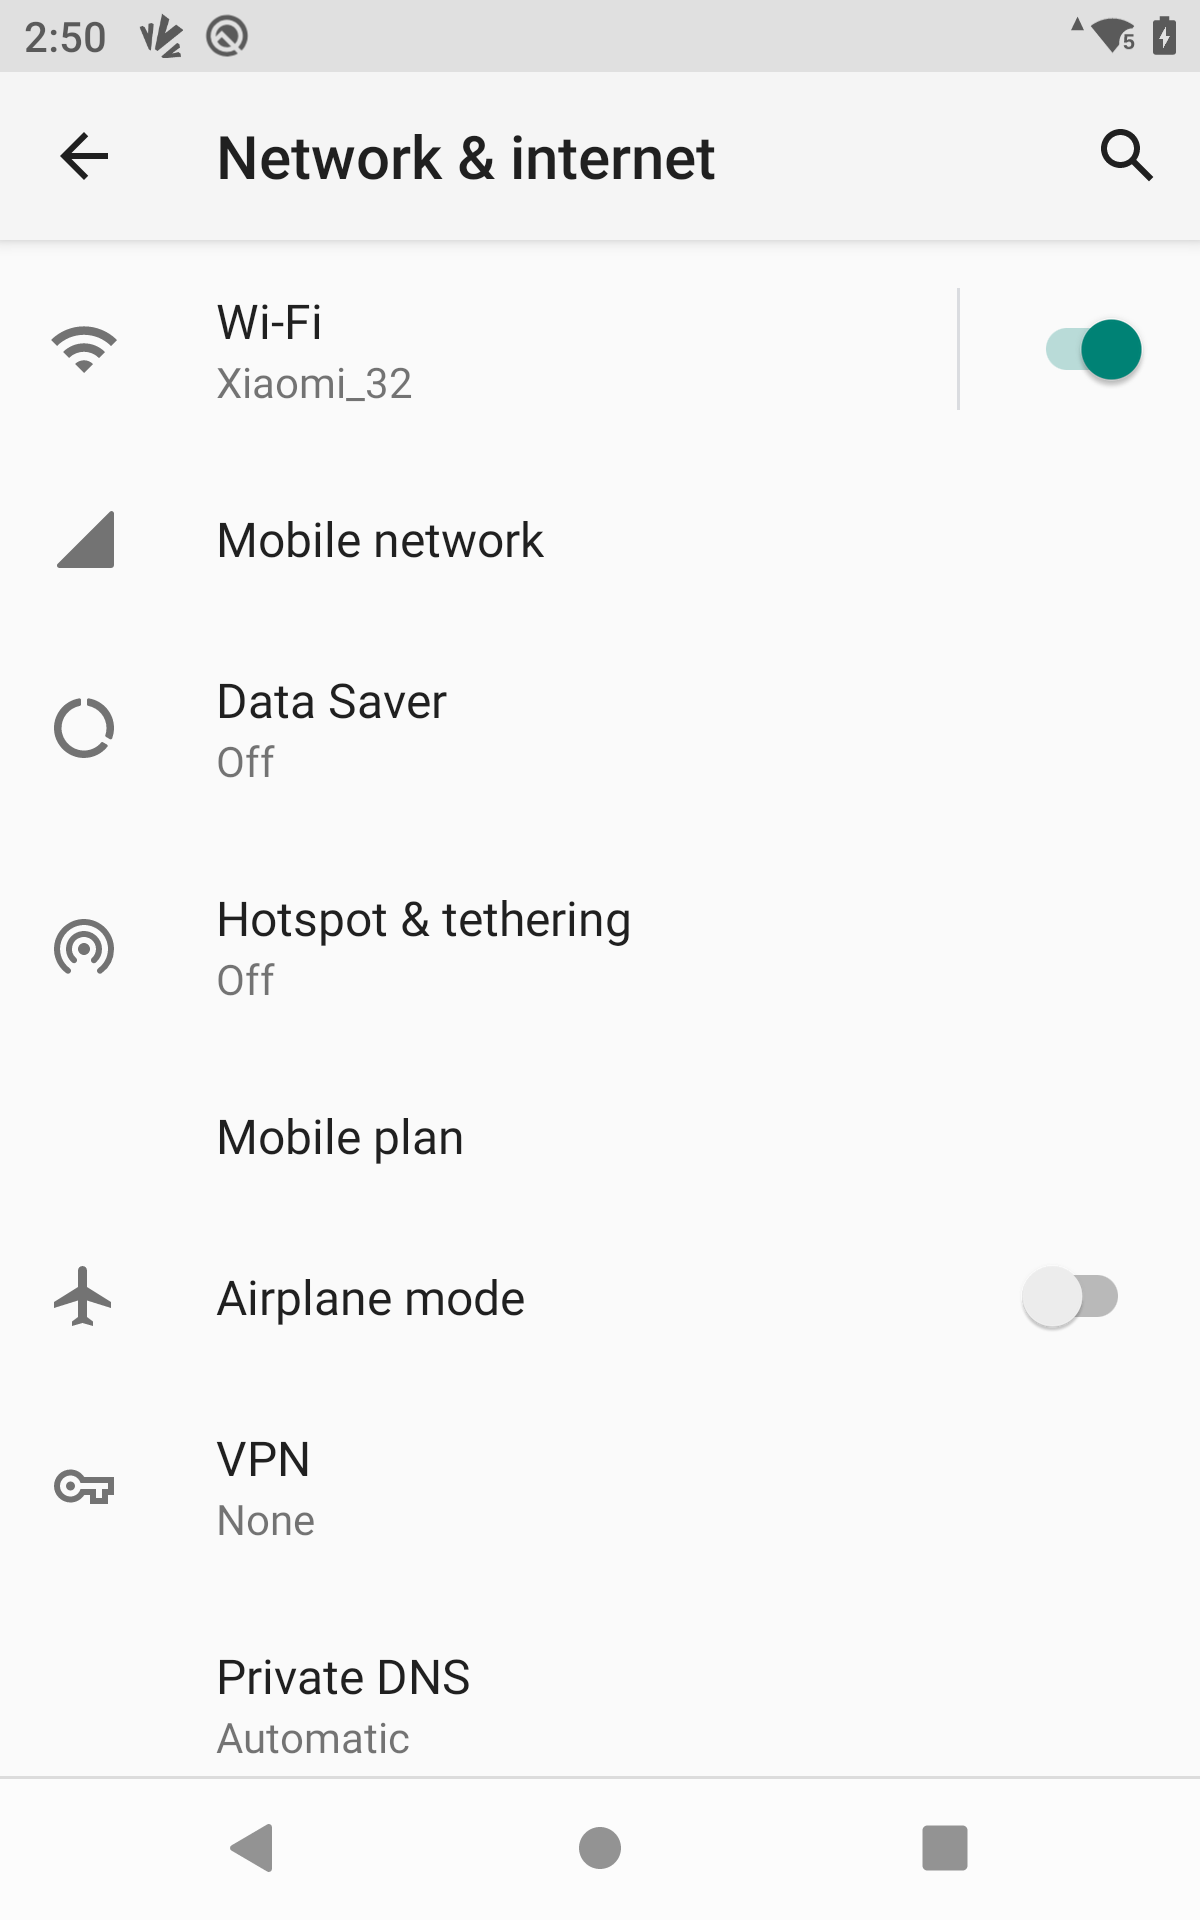 2:50
5
Network & internet
Wi-Fi
Xiaomi_32
Mobile network
Data Saver
Off
Hotspot & tethering
Off
Mobile plan
Airplane mode
VPN
None
Private DNS
Automatic